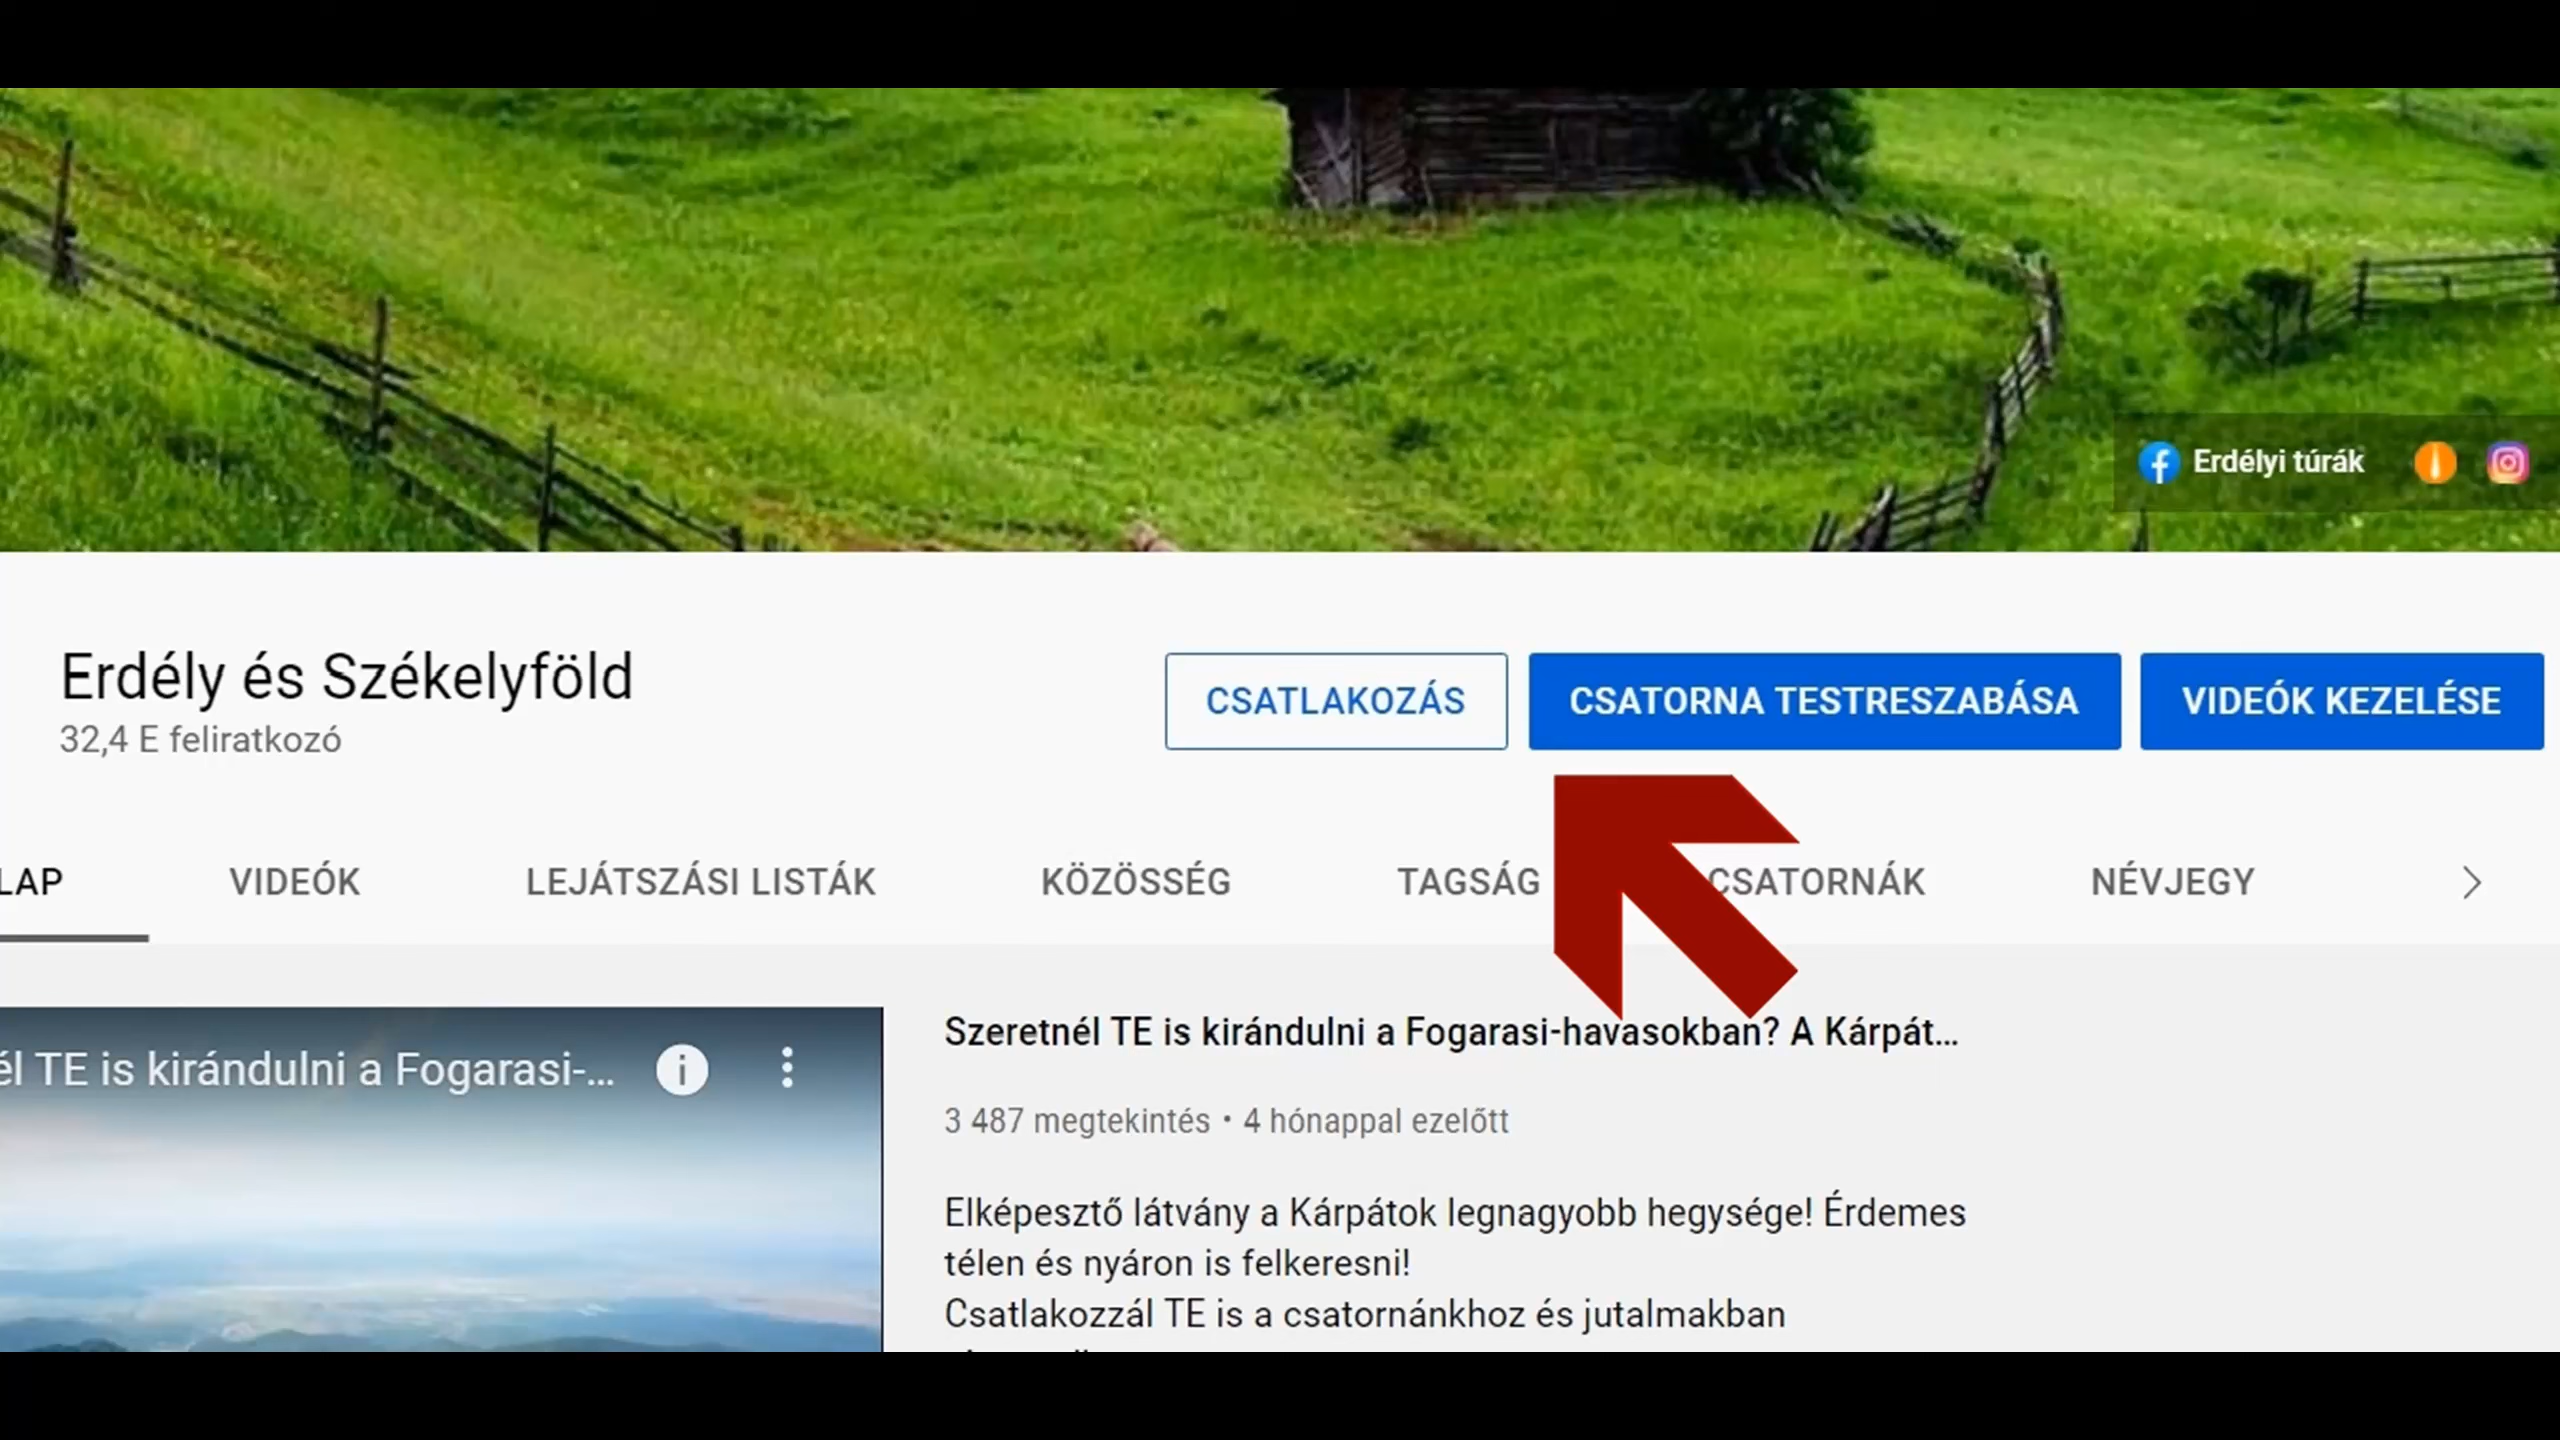 Erdélyi túrák
Erdély és Székelyföld
32,4 E feliratkozó
CSATLAKOZÁS
CSATORNA TESTRESZABÁSA
VIDEÓK KEZELÉSE
LAP
VIDEÓK
LEJÁTSZÁSI LISTÁK
KÖZÖSSÉG
TAGSÁG
CSATORNÁK
NÉVJEGY
él TE is kirándulni a Fogarasi-...
Szeretnél TE is kirándulni a Fogarasi-havasokban? A Kárpát...
3 487 megtekintés • 4 hónappal ezelőtt
Elképesztő látvány a Kárpátok legnagyobb hegysége! Érdemes
télen és nyáron is felkeresni!
Csatlakozzál TE is a csatornánkhoz és jutalmakban